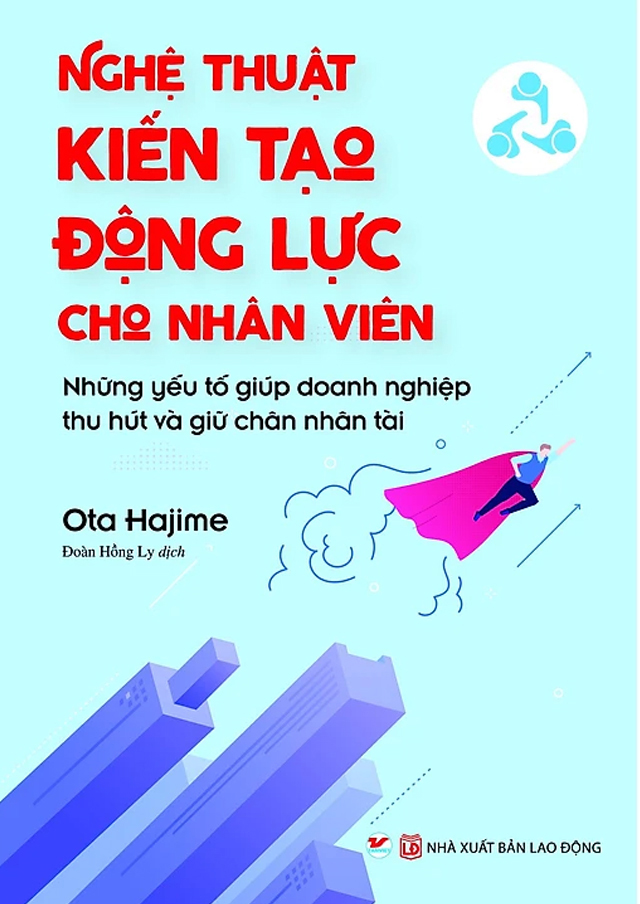 NGHỆ THUẬT
KIẾN TẠO
ĐỘNG LỰC
CHO NHÂN VIÊN
Những yếu tố giúp doanh nghiệp
thu hút và giữ chân nhân tài
Ota Hajime
Đoàn Hồng Ly dịch
LĐ NHÀ XUẤT BẢN LAO ĐỘNG